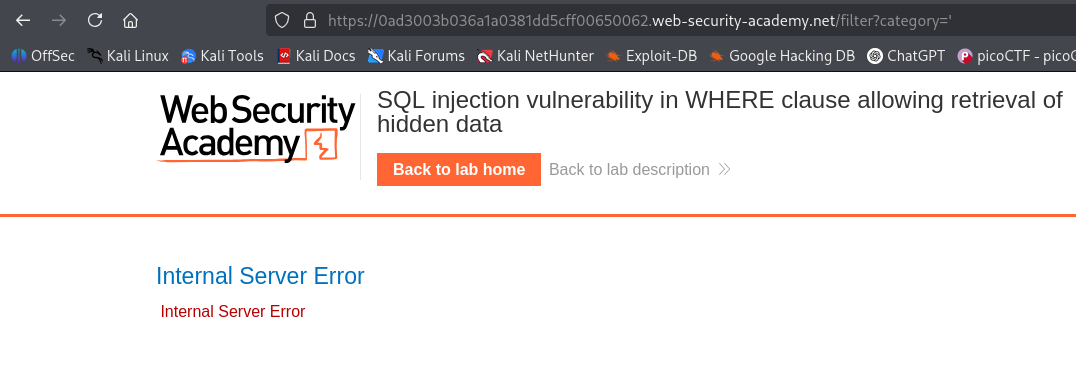 https://0ad3003b036a1a0381dd5cff00650062.web-security-academy.net/filter?category='
OffSec Kali Linux Kali Tools Kali Docs Kali Forums Kali NetHunter Exploit-DB Google Hacking DB ChatGPT picoCTF - picoC
Web Security
Academy
SQL injection vulnerability in WHERE clause allowing retrieval of
hidden data
Back to lab home Back to lab description
Internal Server Error
Internal Server Error